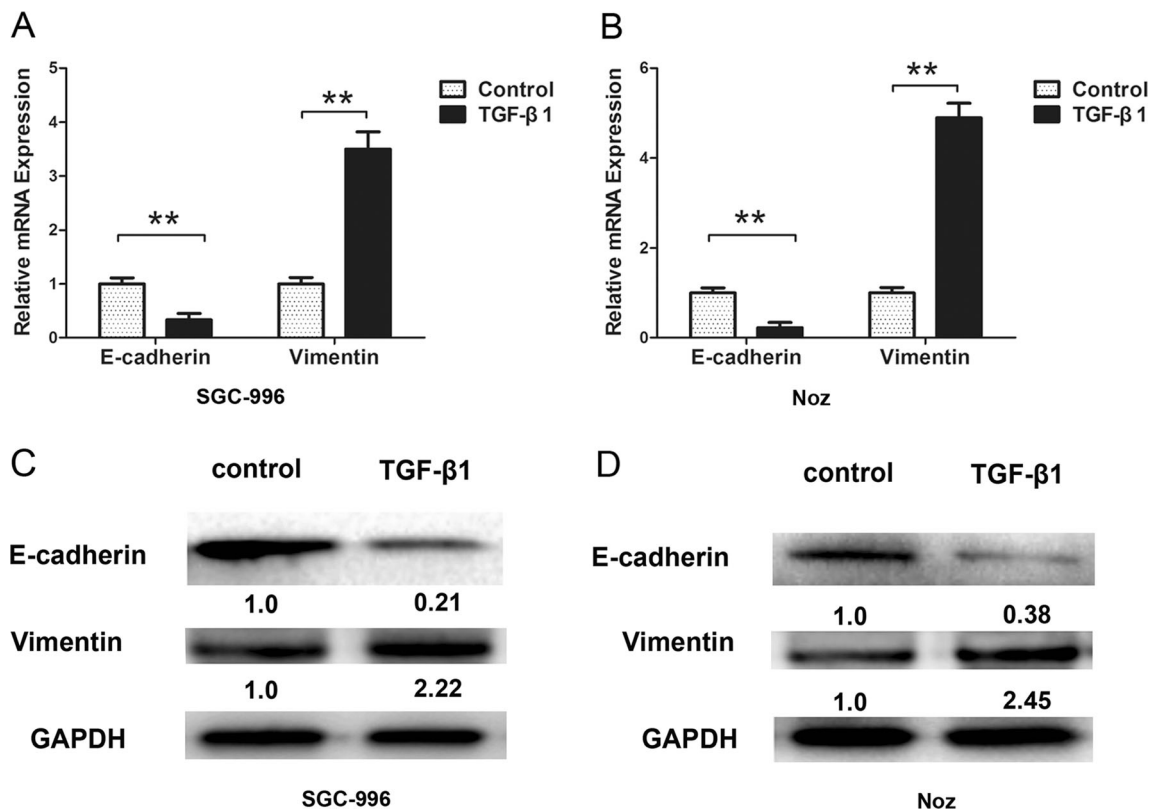 A
Relative mRNA Expression
5
4
3
2
1
0
**
**
E-cadherin Vimentin
SGC-996
Control
TGF-β 1
B
Relative mRNA Expression
6
4
2
0
**
**
E-cadherin Vimentin
Noz
Control
TGF-β 1
C
control TGF-β1
E-cadherin
1.0 0.21
Vimentin
1.0 2.22
GAPDH
SGC-996
D
control TGF-β1
E-cadherin
1.0 0.38
Vimentin
1.0 2.45
GAPDH
Noz